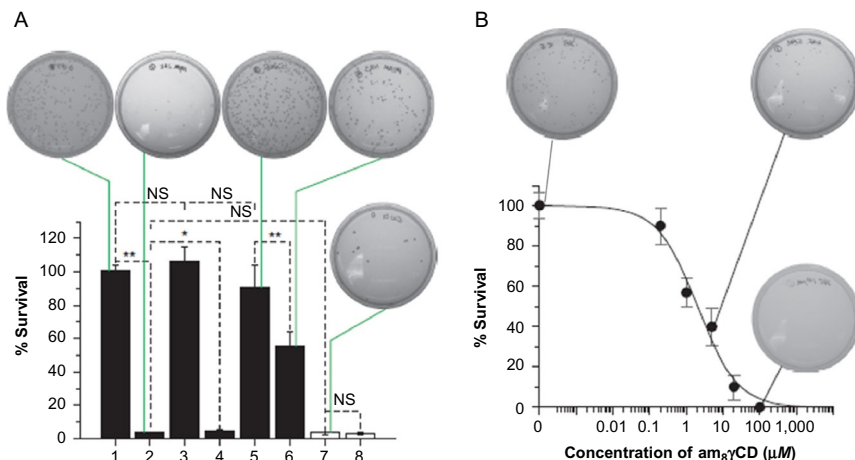 A
NS
NS
NS
**
*
**
NS
120
100
80
60
40
20
0
% Survival
1 2 3 4 5 6 7 8
B
100
80
60
40
20
0
% Survival
0 0.01 0.1 1 10 100 1,000
Concentration of am₈γCD (μM)